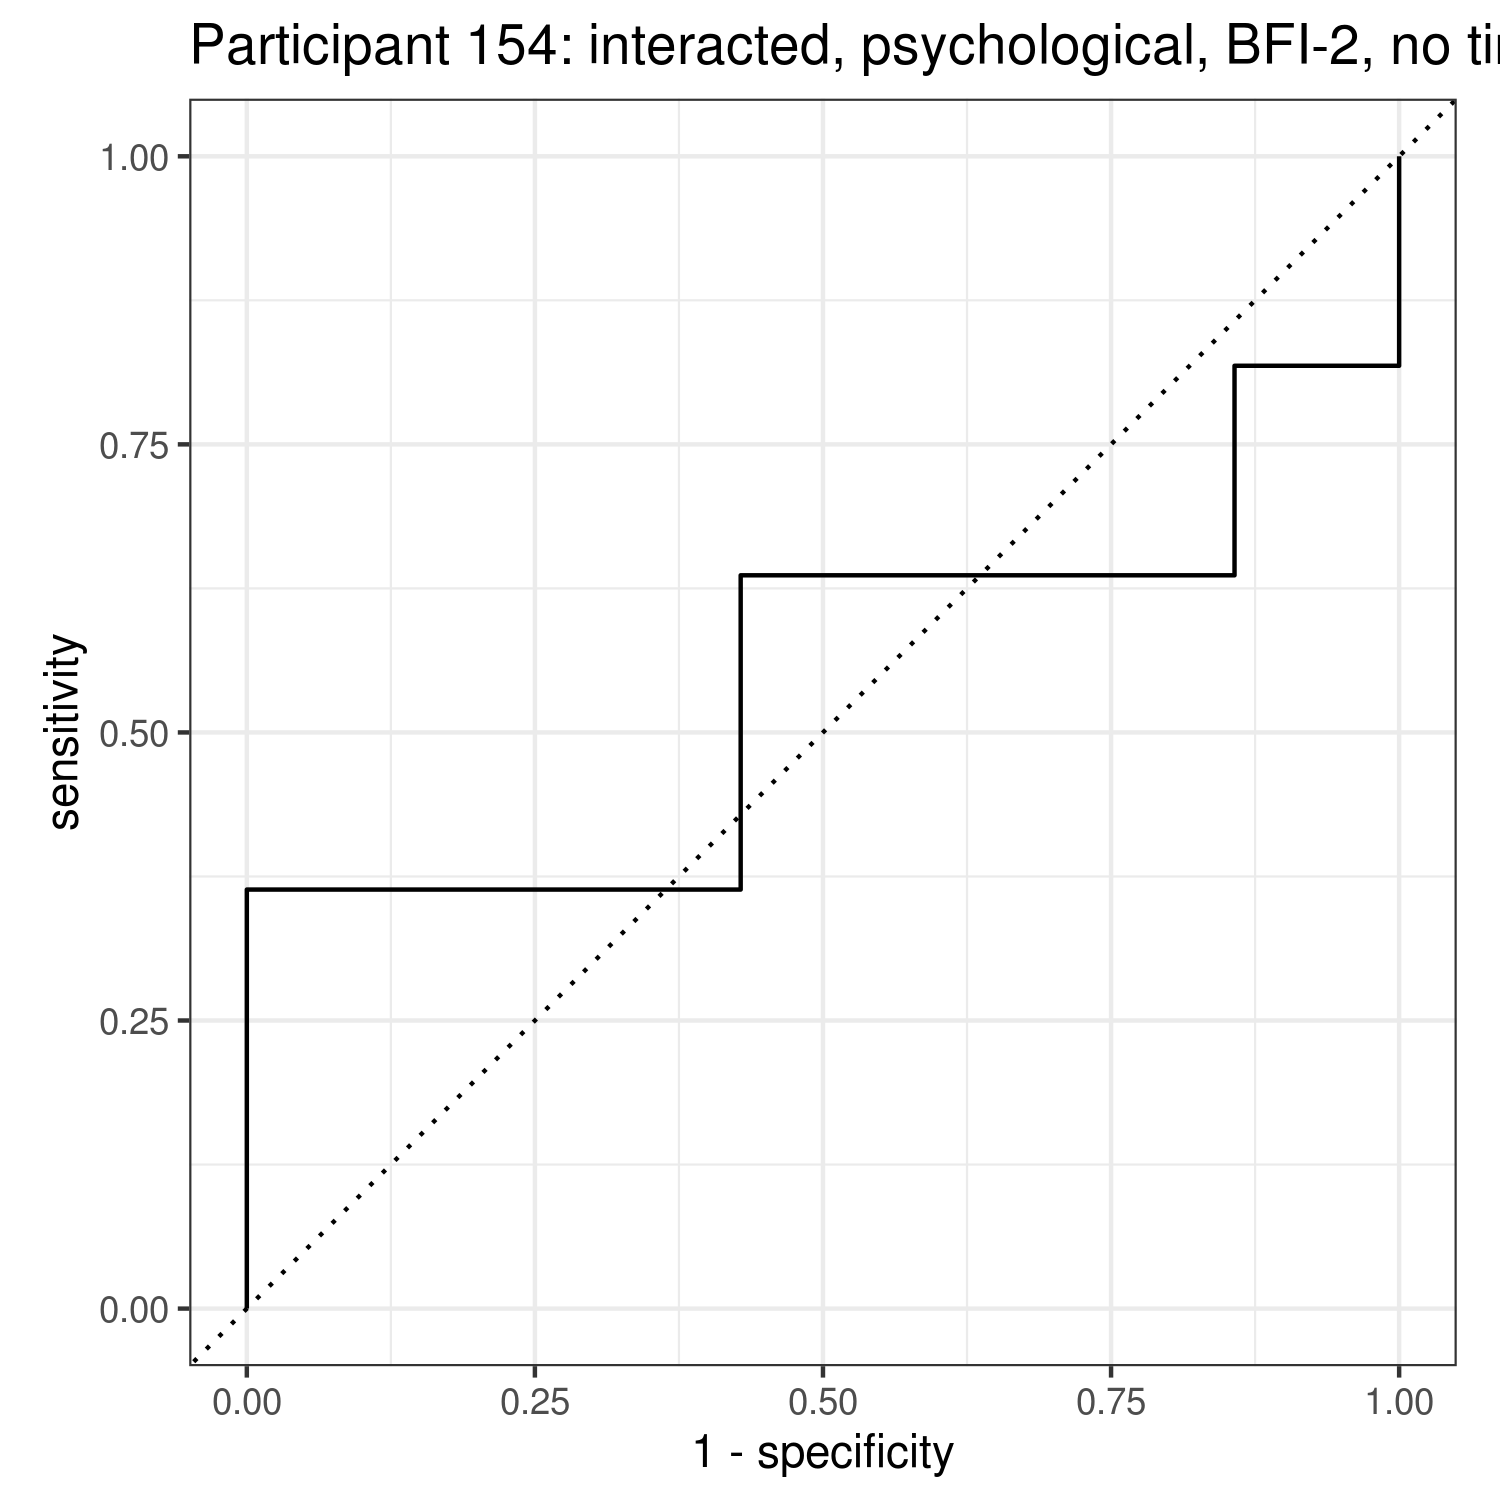 Participant 154: interacted, psychological, BFI-2, no
1.00
0.75
0.50
0.25
0.00
sensitivity
0.00 0.25 0.50 0.75 1.00
1 - specificity